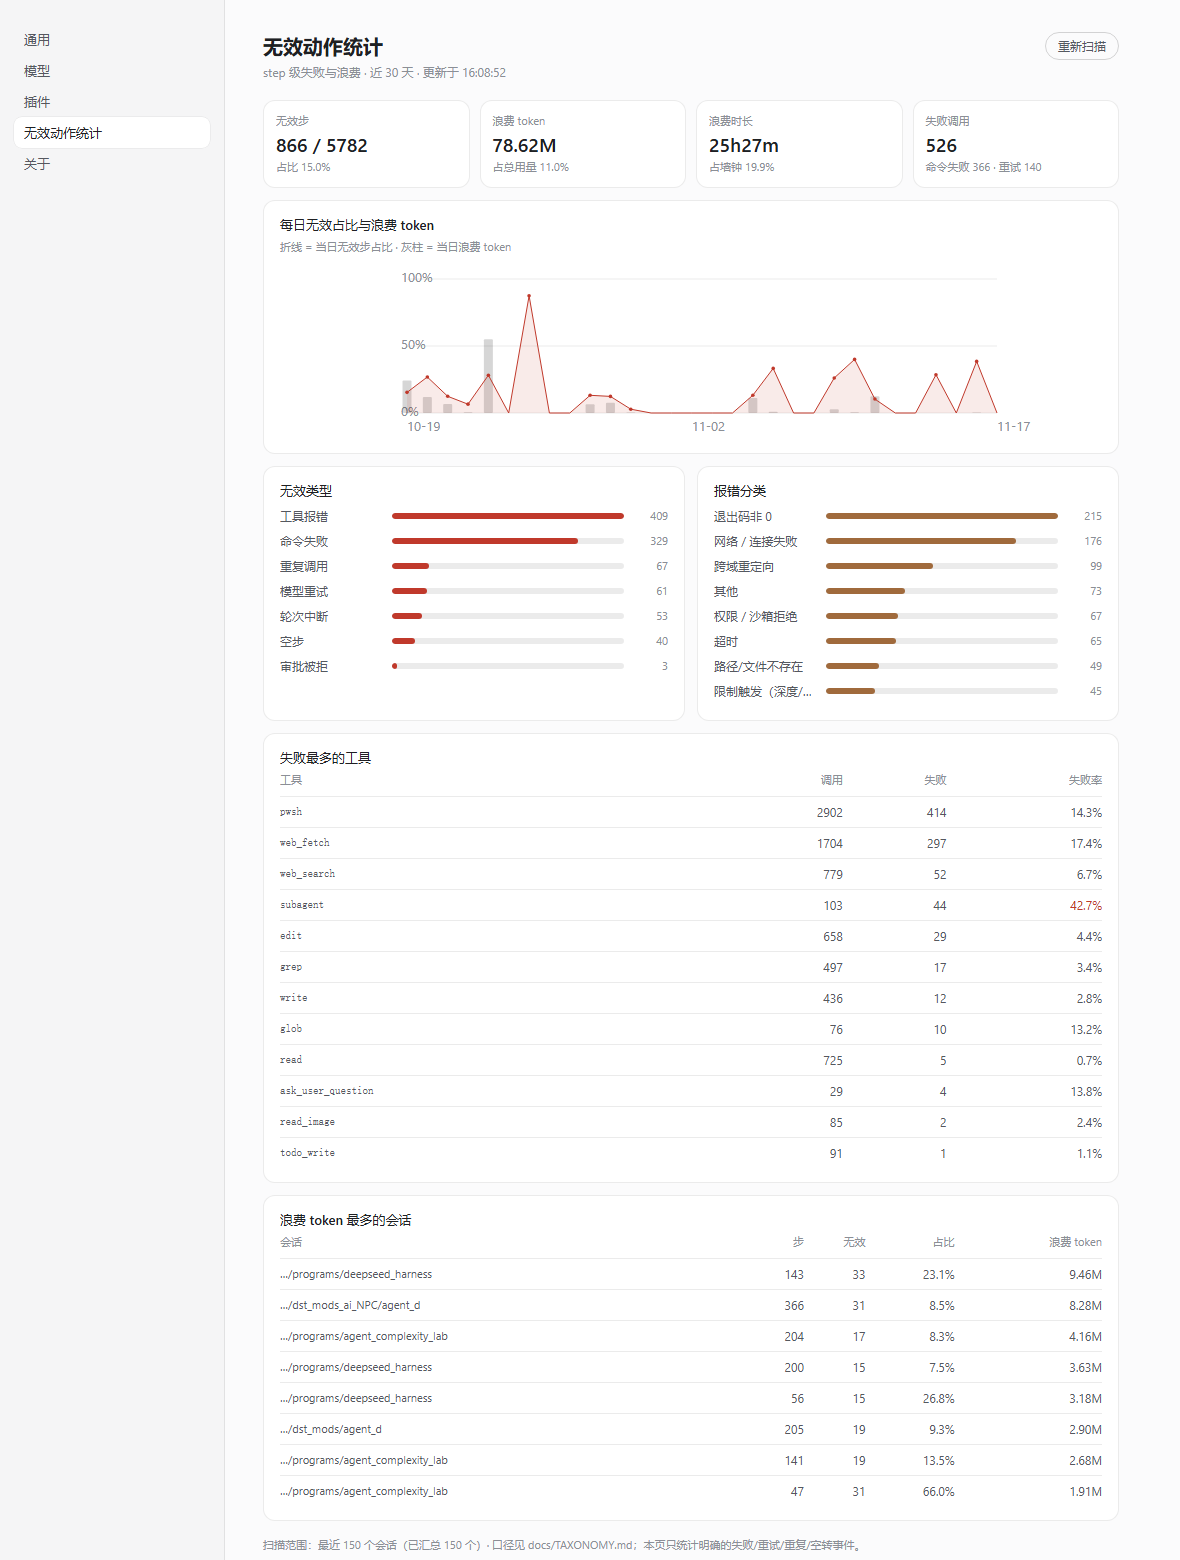 通用
模型
插件
无效动作统计
关于
无效动作统计
重新扫描
step 级失败与浪费 · 近 30 天 · 更新于 16:08:52
无效步
866 / 5782
占比 15.0%
浪费 token
78.62M
占总用量 11.0%
浪费时长
25h27m
占墙钟 19.9%
失败调用
526
命令失败 366 · 重试 140
每日无效占比与浪费 token
折线 = 当日无效步占比 · 灰柱 = 当日浪费 token
100%
50%
0%
10-19 11-02 11-17
无效类型
工具报错 409
命令失败 329
重复调用 67
模型重试 61
轮次中断 53
空步 40
审批被拒 3
报错分类
退出码非 0 215
网络 / 连接失败 176
跨域重定向 99
其他 73
权限 / 沙箱拒绝 67
超时 65
路径/文件不存在 49
限制触发（深度/... 45
失败最多的工具
工具 调用 失败 失败率
pwsh 2902 414 14.3%
web_fetch 1704 297 17.4%
web_search 779 52 6.7%
subagent 103 44 42.7%
edit 658 29 4.4%
grep 497 17 3.4%
write 436 12 2.8%
glob 76 10 13.2%
read 725 5 0.7%
ask_user_question 29 4 13.8%
read_image 85 2 2.4%
todo_write 91 1 1.1%
浪费 token 最多的会话
会话 步 无效 占比 浪费 token
.../programs/deepseed_harness 143 33 23.1% 9.46M
.../dst_mods_ai_NPC/agent_d 366 31 8.5% 8.28M
.../programs/agent_complexity_lab 204 17 8.3% 4.16M
.../programs/deepseed_harness 200 15 7.5% 3.63M
.../programs/deepseed_harness 56 15 26.8% 3.18M
.../dst_mods/agent_d 205 19 9.3% 2.90M
.../programs/agent_complexity_lab 141 19 13.5% 2.68M
.../programs/agent_complexity_lab 47 31 66.0% 1.91M
扫描范围：最近 150 个会话（已汇总 150 个）· 口径见 docs/TAXONOMY.md；本页只统计明确的失败/重试/重复/空转事件。